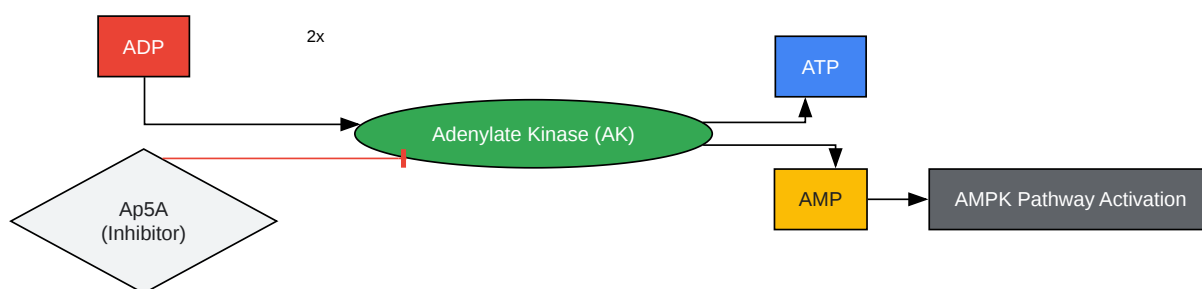 ADP
2x
ATP
Adenylate Kinase (AK)
AMP
AMPK Pathway Activation
Ap5A
(Inhibitor)